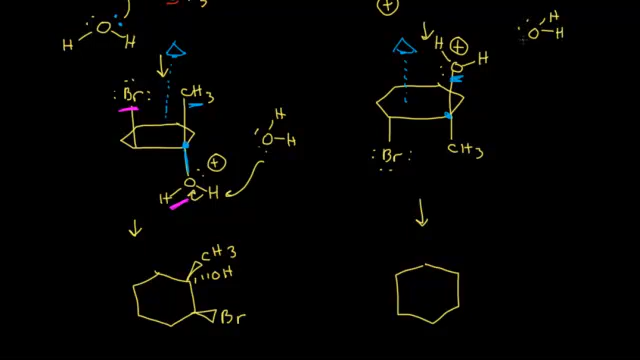 H O H
⊕
H ⊕
:O H
H
:O-H
:Br: CH3
H
:O-H
:Br: CH3
:O ⊕
H H
CH3
OH
Br